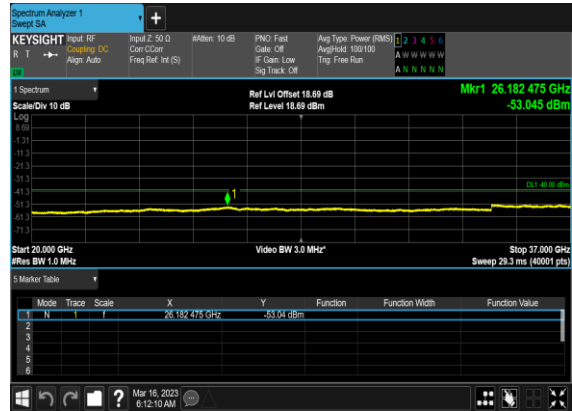 Spectrum Analyzer 1
Swept SA
+
KEYSIGHT Input: RF Input Z: 50 Ω #Atten: 10 dB PNO: Fast Avg Type: Power (RMS) 1 2 3 4 5 6
R T Coupling: DC Corr CCorr Gate: Off Avg|Hold: 100/100 A W W W W W
Align: Auto Freq Ref: Int (S) IF Gain: Low Trig: Free Run
LW Sig Track: Off A N N N N N
1 Spectrum
Ref Lvl Offset 18.69 dB Mkr1 26.182 475 GHz
Scale/Div 10 dB Ref Level 18.69 dBm -53.045 dBm
Log
8.69
-1.31
-11.3
-21.3
-31.3
DL1 -40.00 dBm
-41.3
1
-51.3
-61.3
-71.3
Start 20.000 GHz Video BW 3.0 MHz* Stop 37.000 GHz
#Res BW 1.0 MHz Sweep 29.3 ms (40001 pts)
5 Marker Table
Mode Trace Scale X Y Function Function Width Function Value
1 N 1 f 26.182 475 GHz -53.04 dBm
2
3
4
5
6
? Mar 16, 2023
6:12:10 AM